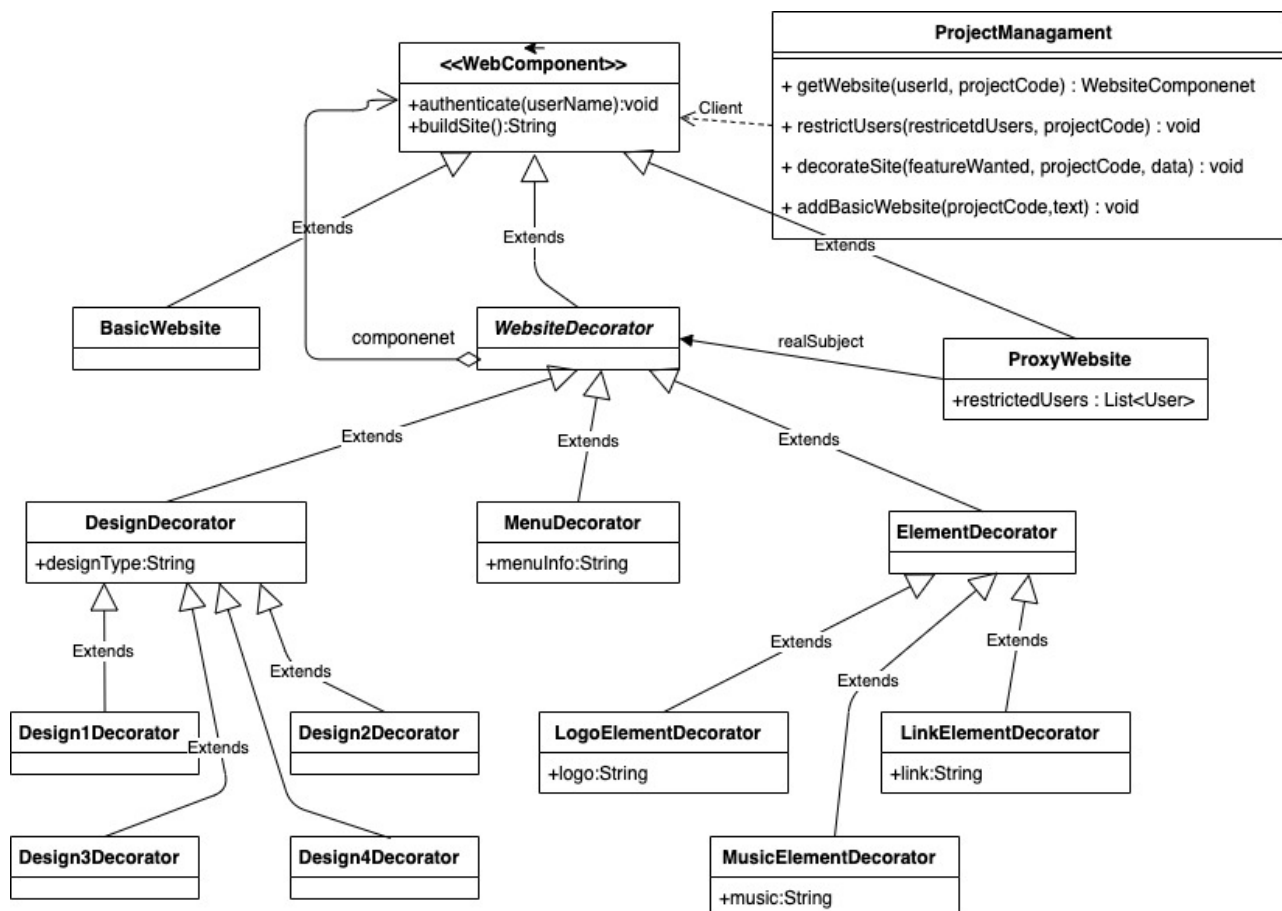 ProjectManagament
+ getWebsite(userId, projectCode) : WebsiteComponenet
+ restrictUsers(restricetdUsers, projectCode) : void
+ decorateSite(featureWanted, projectCode, data) : void
+ addBasicWebsite(projectCode,text) : void
<<WebComponent>>
+authenticate(userName):void
+buildSite():String
Client
Extends
Extends
Extends
BasicWebsite
componenet
WebsiteDecorator
realSubject
ProxyWebsite
+restrictedUsers : List<User>
Extends
Extends
Extends
DesignDecorator
+designType:String
MenuDecorator
+menuInfo:String
ElementDecorator
Extends
Extends
Extends
Extends
Extends
Extends
Extends
Design1Decorator
Design2Decorator
LogoElementDecorator
+logo:String
LinkElementDecorator
+link:String
Design3Decorator
Design4Decorator
MusicElementDecorator
+music:String